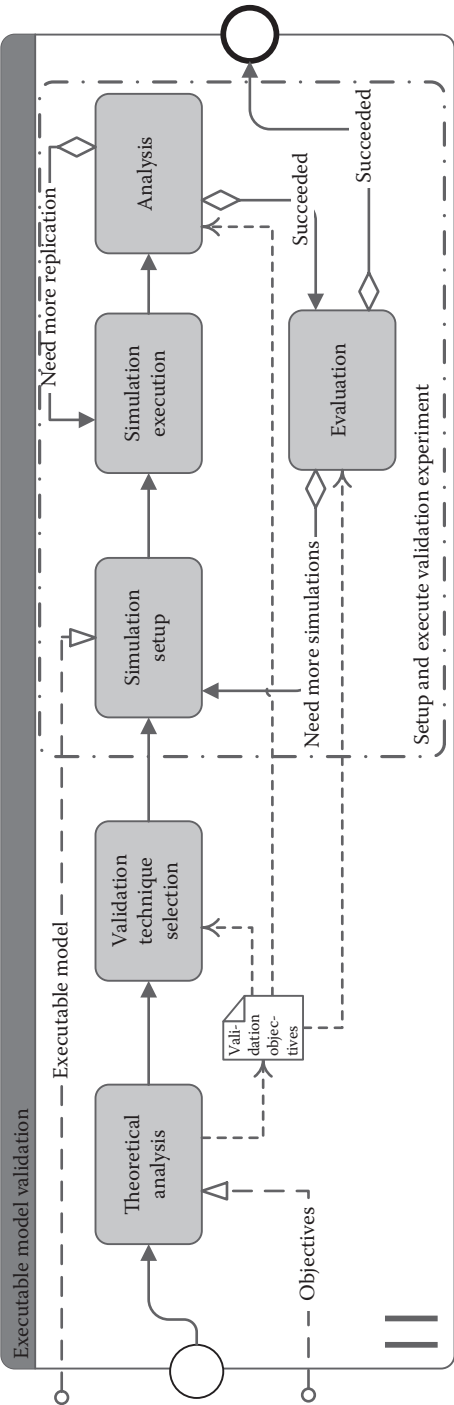 Executable model validation
Executable model
Need more replication
Theoretical
analysis
Validation
technique
selection
Simulation
setup
Simulation
execution
Analysis
Vali-
dation
objec-
tives
Objectives
Need more simulations
Evaluation
Succeeded
Succeeded
Setup and execute validation experiment